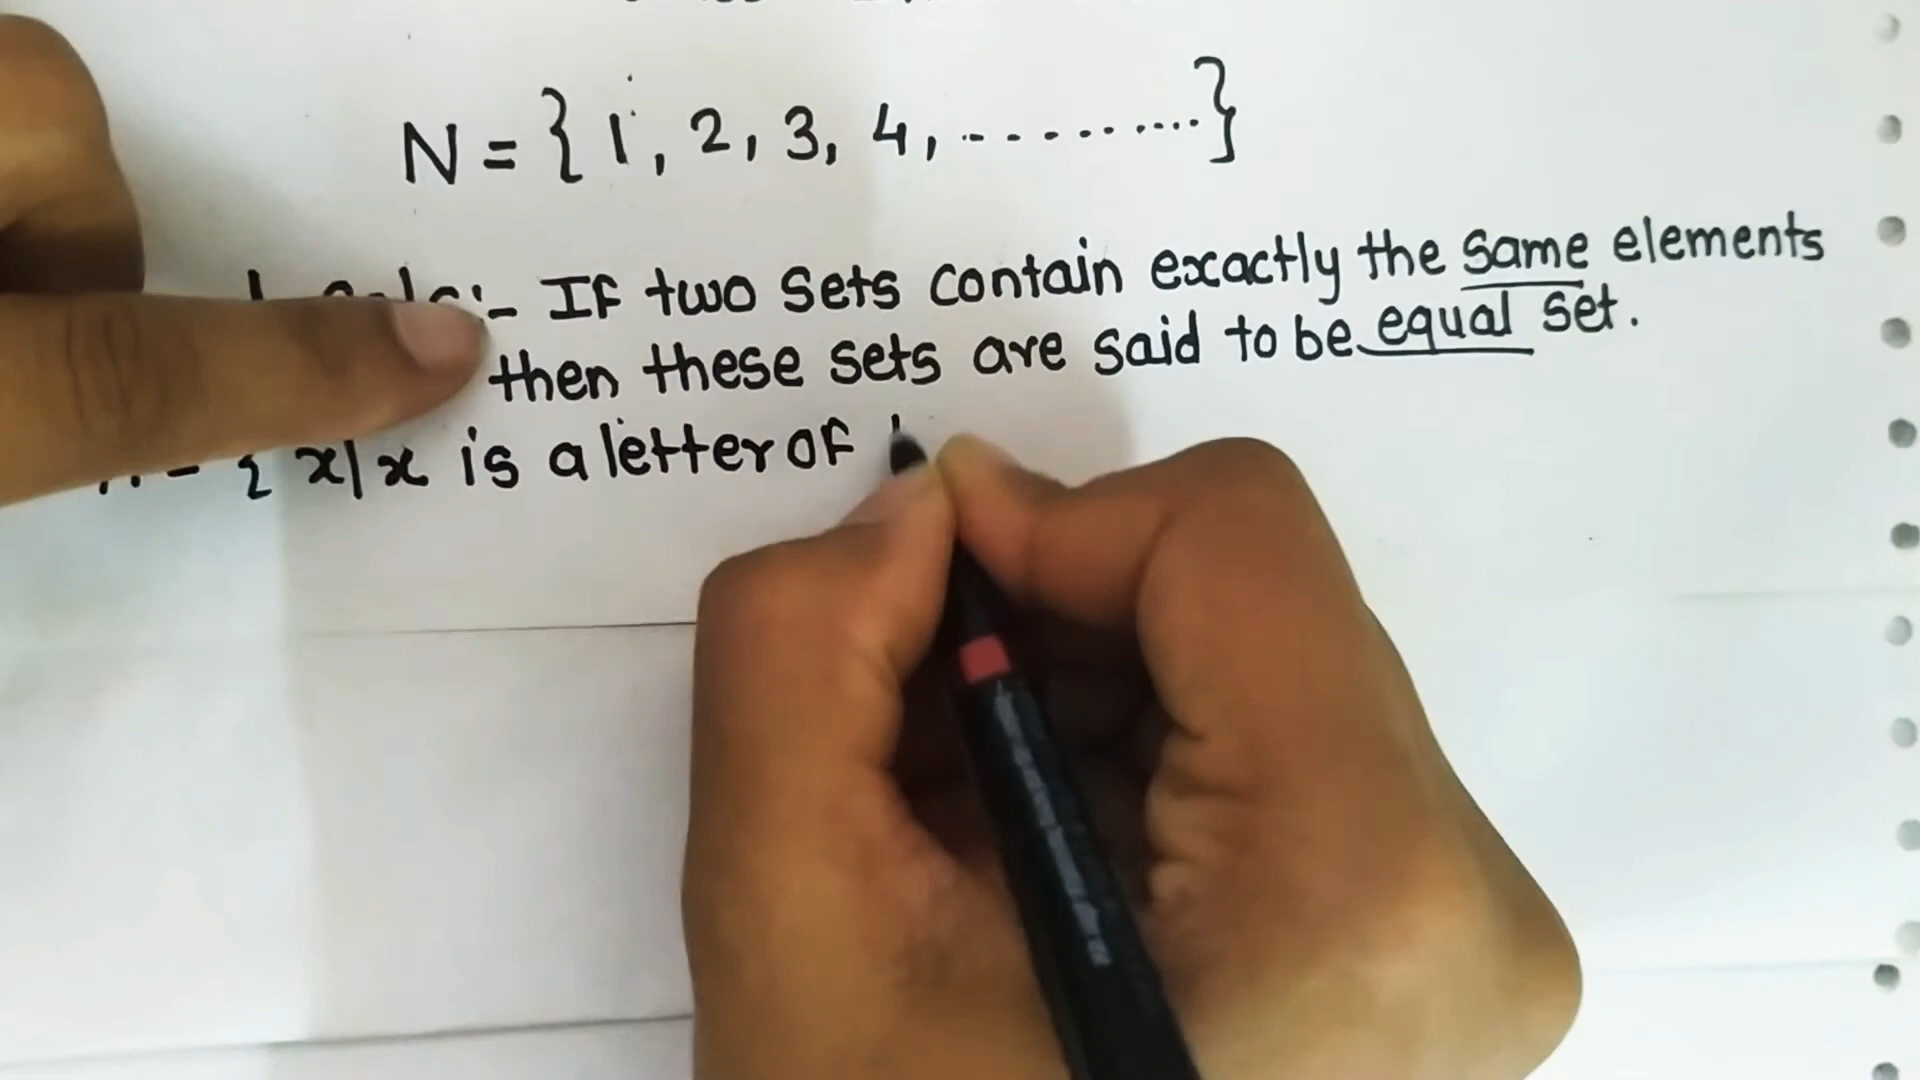 N = { 1, 2, 3, 4, .......... }
:- If two sets contain exactly the same elements
then these sets are said to be equal set.
x/x is a letter of